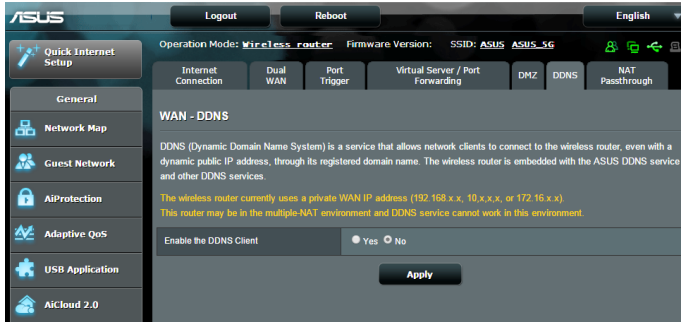 ASUS
Logout
Reboot
English
Quick Internet
Setup
Operation Mode: Wireless router Firmware Version: SSID: ASUS ASUS_5G
Internet
Connection
Dual
WAN
Port
Trigger
Virtual Server / Port
Forwarding
DMZ
DDNS
NAT
Passthrough
General
Network Map
Guest Network
AiProtection
Adaptive QoS
USB Application
AiCloud 2.0
WAN - DDNS
DDNS (Dynamic Domain Name System) is a service that allows network clients to connect to the wireless router, even with a
dynamic public IP address, through its registered domain name. The wireless router is embedded with the ASUS DDNS service
and other DDNS services.
The wireless router currently uses a private WAN IP address (192.168.x.x, 10,x,x,x, or 172.16.x.x).
This router may be in the multiple-NAT environment and DDNS service cannot work in this environment.
Enable the DDNS Client
Yes No
Apply